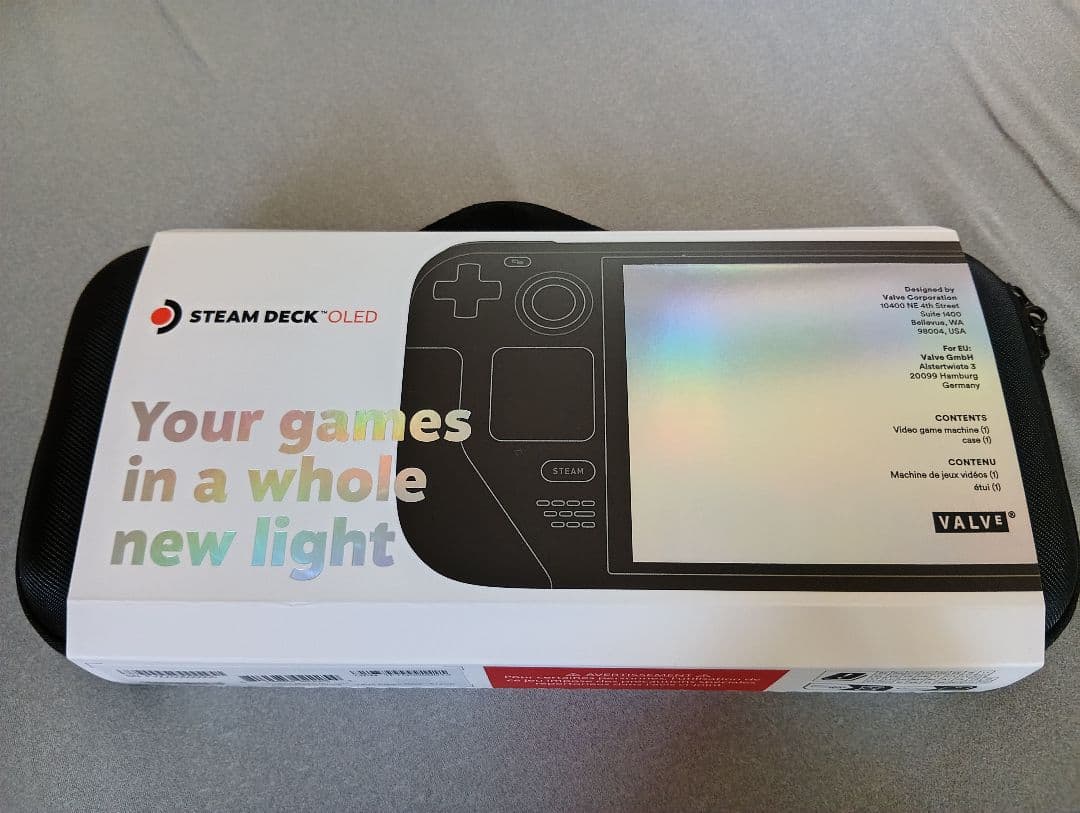 STEAM DECK™OLED
Your games
in a whole
new light
STEAM
Designed by
Valve Corporation
10400 NE 4th Street
Suite 1400
Bellevue, WA
98004, USA
For EU:
Valve GmbH
Alstertwiete 3
20099 Hamburg
Germany
CONTENTS
Video game machine (1)
case (1)
CONTENU
Machine de jeux vidéos (1)
étui (1)
VALVE®
AVERTISSEMENT